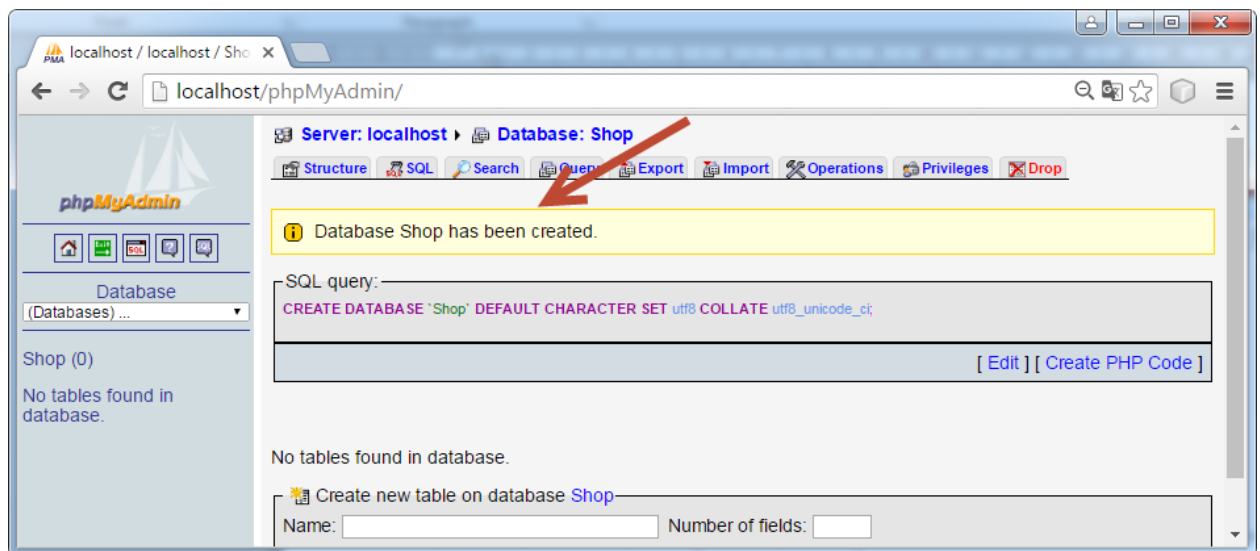 localhost / localhost / Sho
localhost/phpMyAdmin/
phpMyAdmin
Database
(Databases) ...
Shop (0)
No tables found in
database.
Server: localhost Database: Shop
Structure SQL Search Query Export Import Operations Privileges Drop
Database Shop has been created.
SQL query:
CREATE DATABASE `Shop` DEFAULT CHARACTER SET utf8 COLLATE utf8_unicode_ci;
[ Edit ] [ Create PHP Code ]
No tables found in database.
Create new table on database Shop
Name: Number of fields: